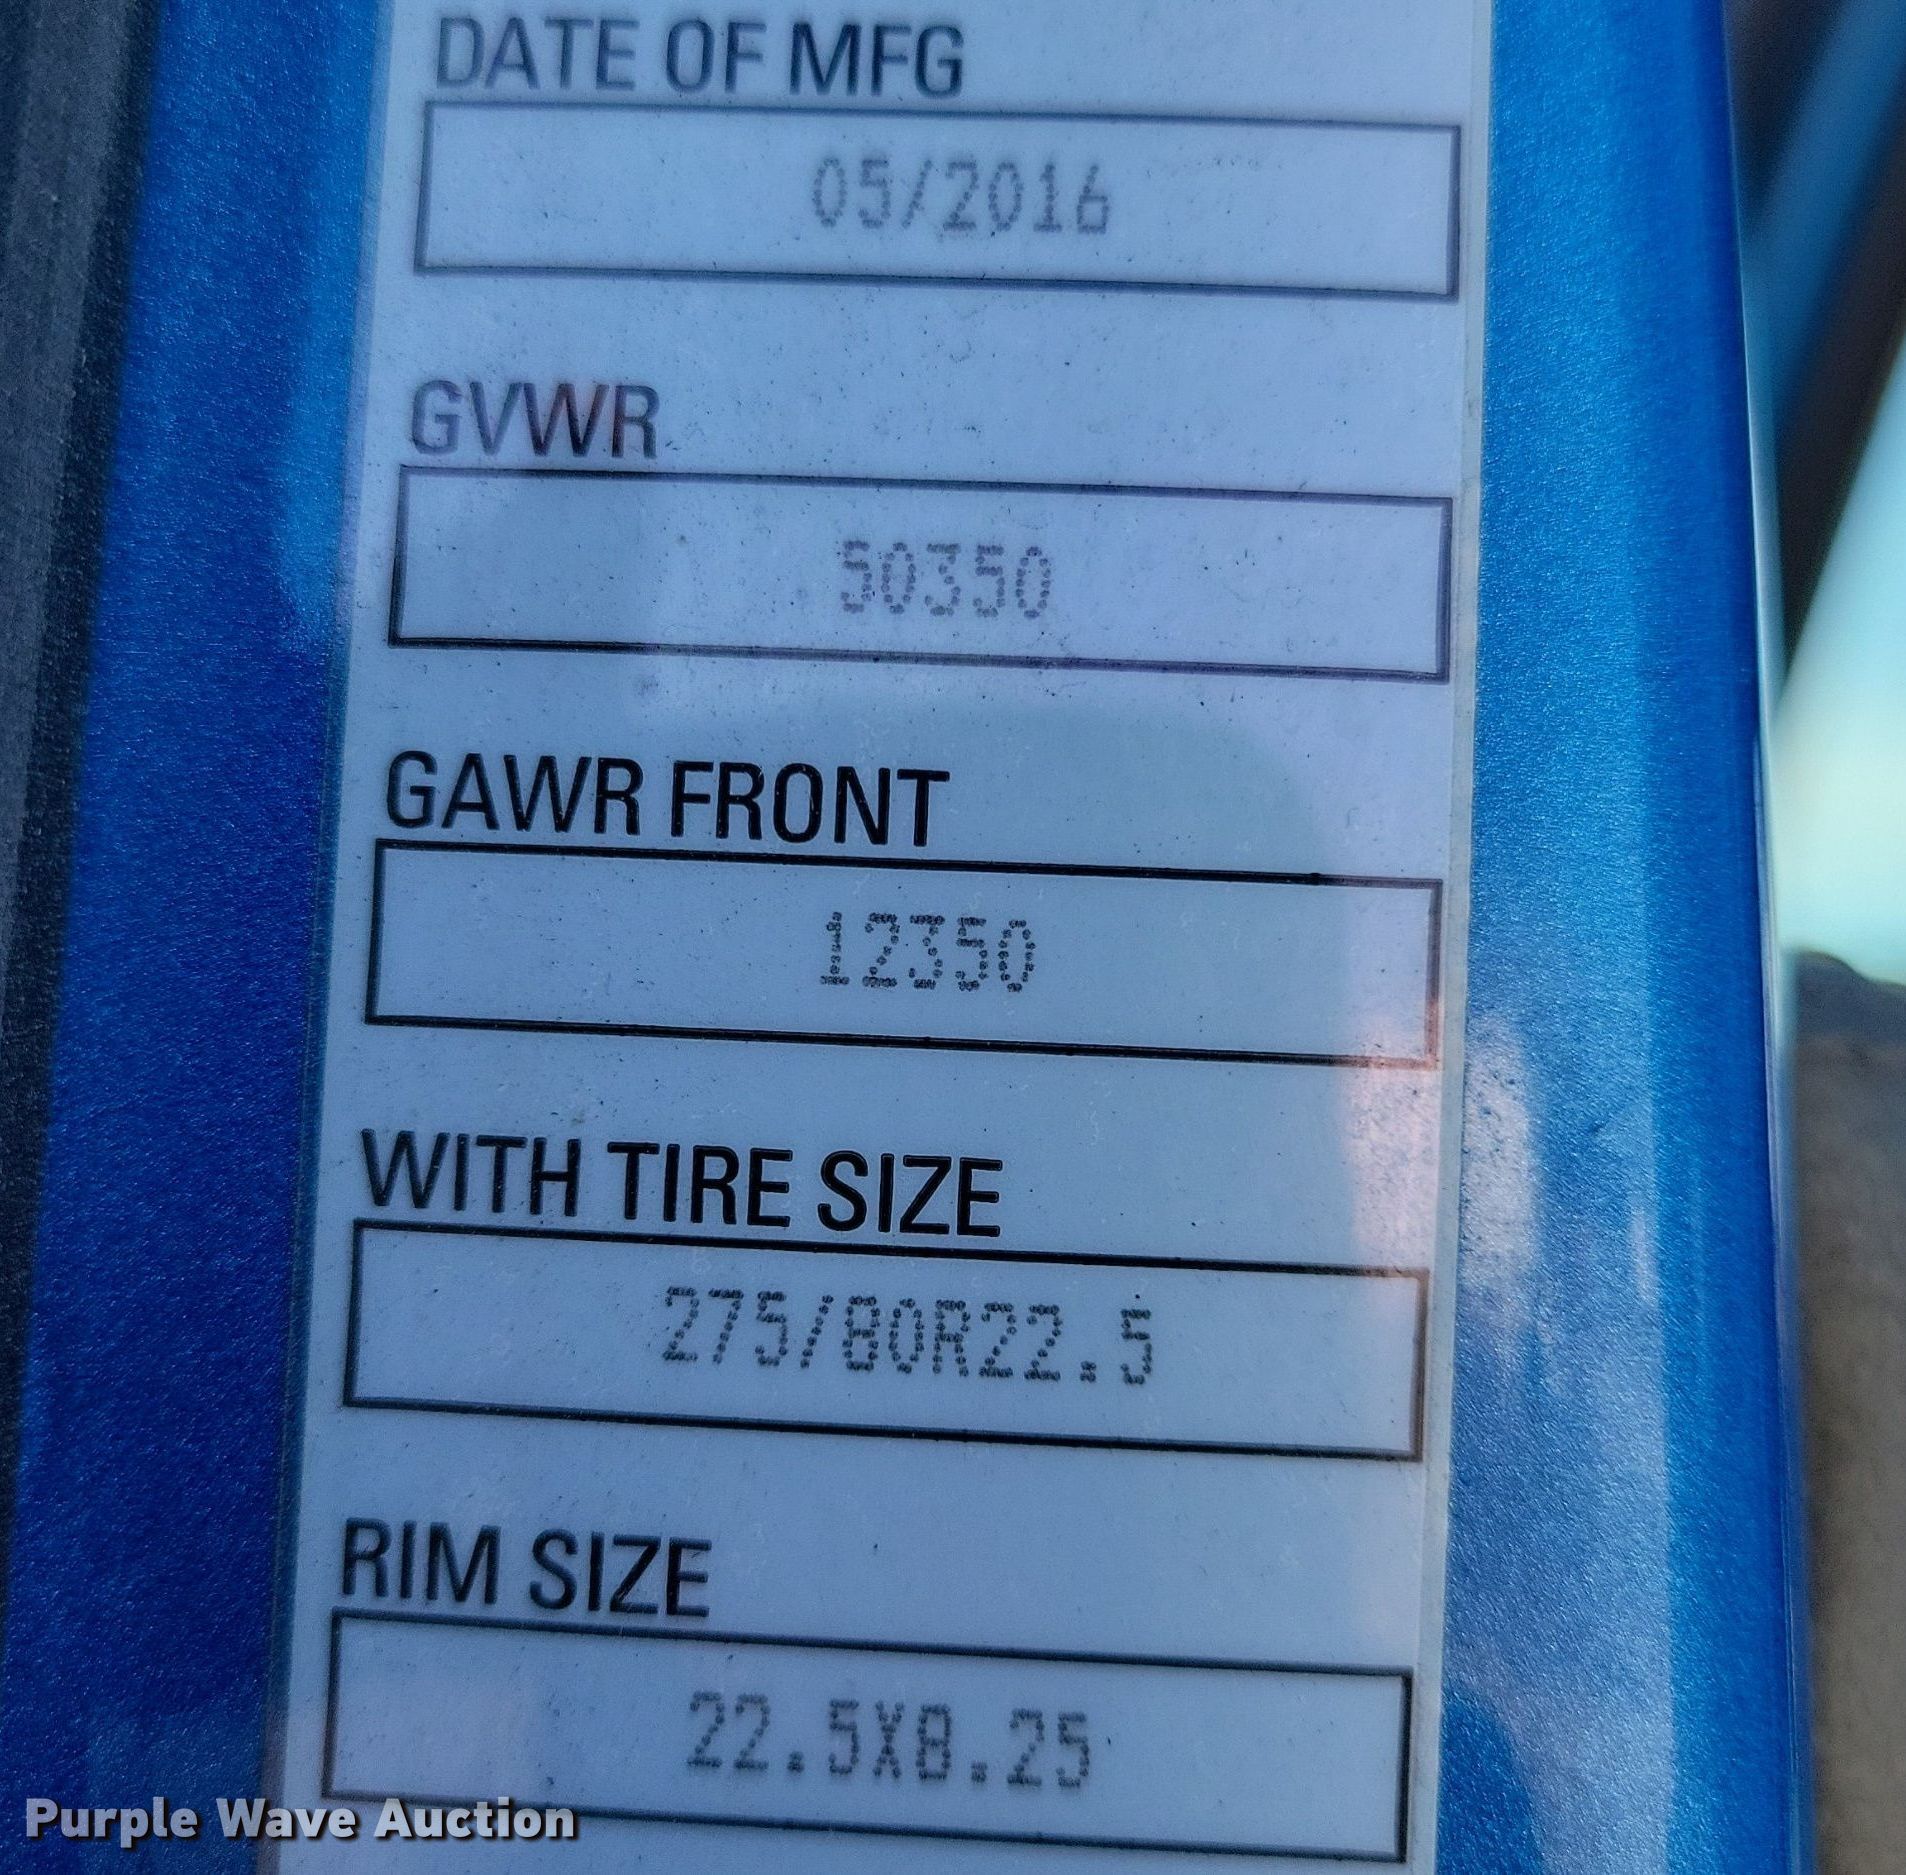 DATE OF MFG
05/2016
GVWR
50350
GAWR FRONT
12350
WITH TIRE SIZE
275/80R22.5
RIM SIZE
22.5X8.25
Purple Wave Auction